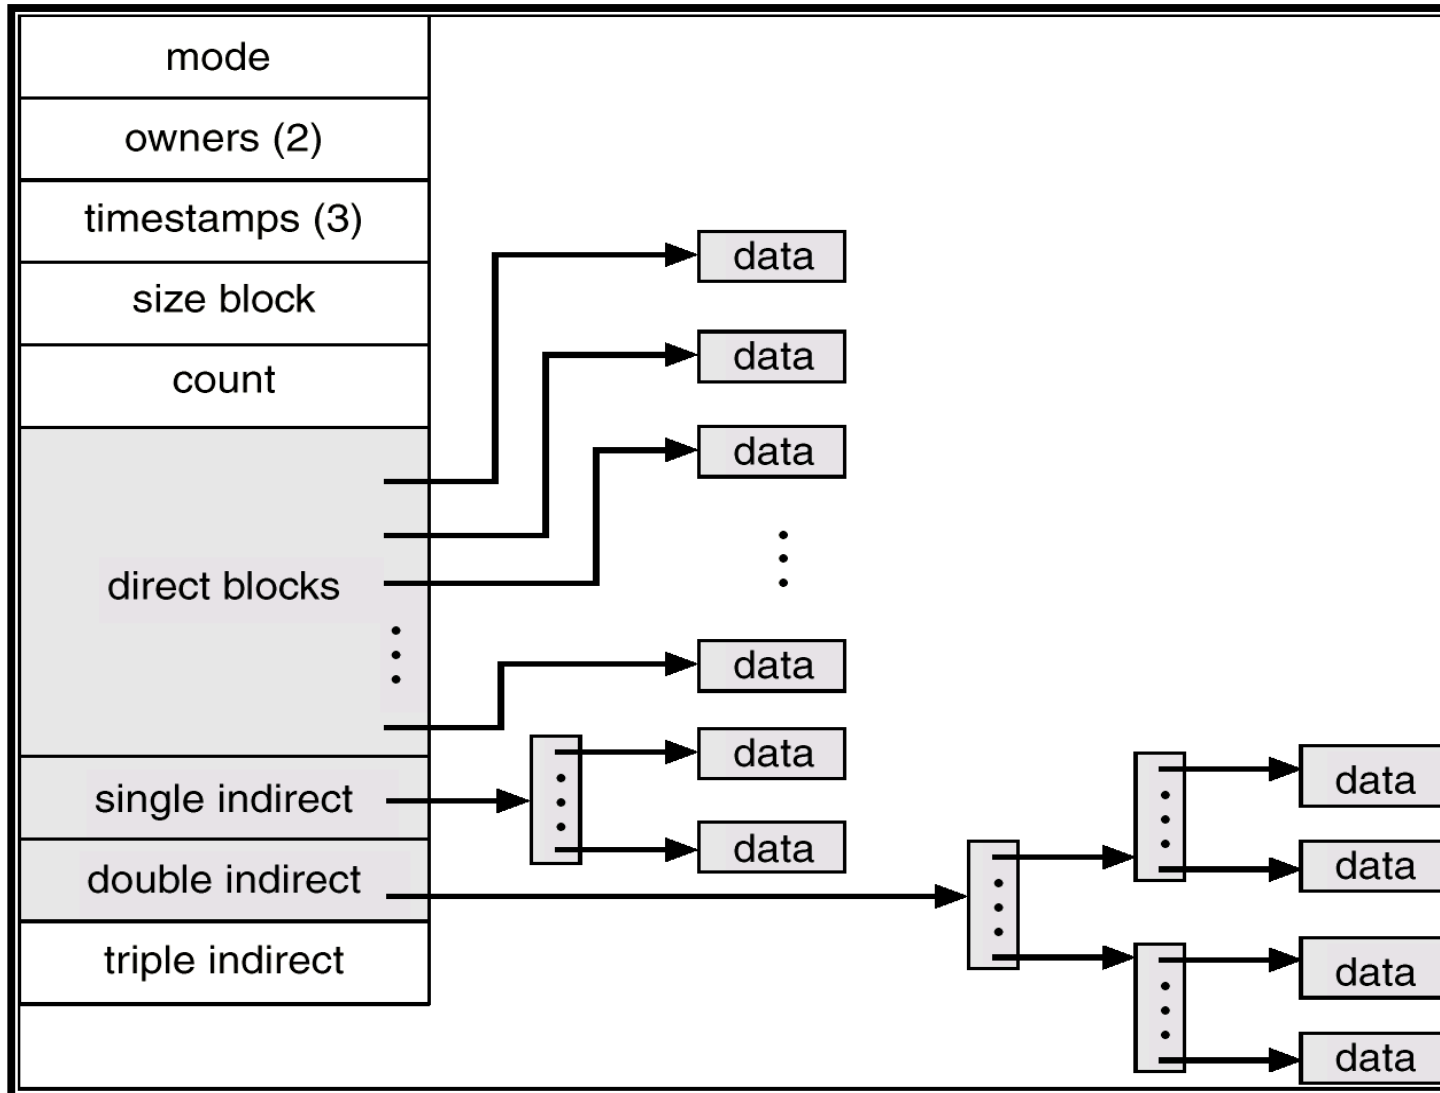 mode
owners (2)
timestamps (3)
size block
count
direct blocks
single indirect
double indirect
triple indirect
data
data
data
data
data
data
data
data
data
data